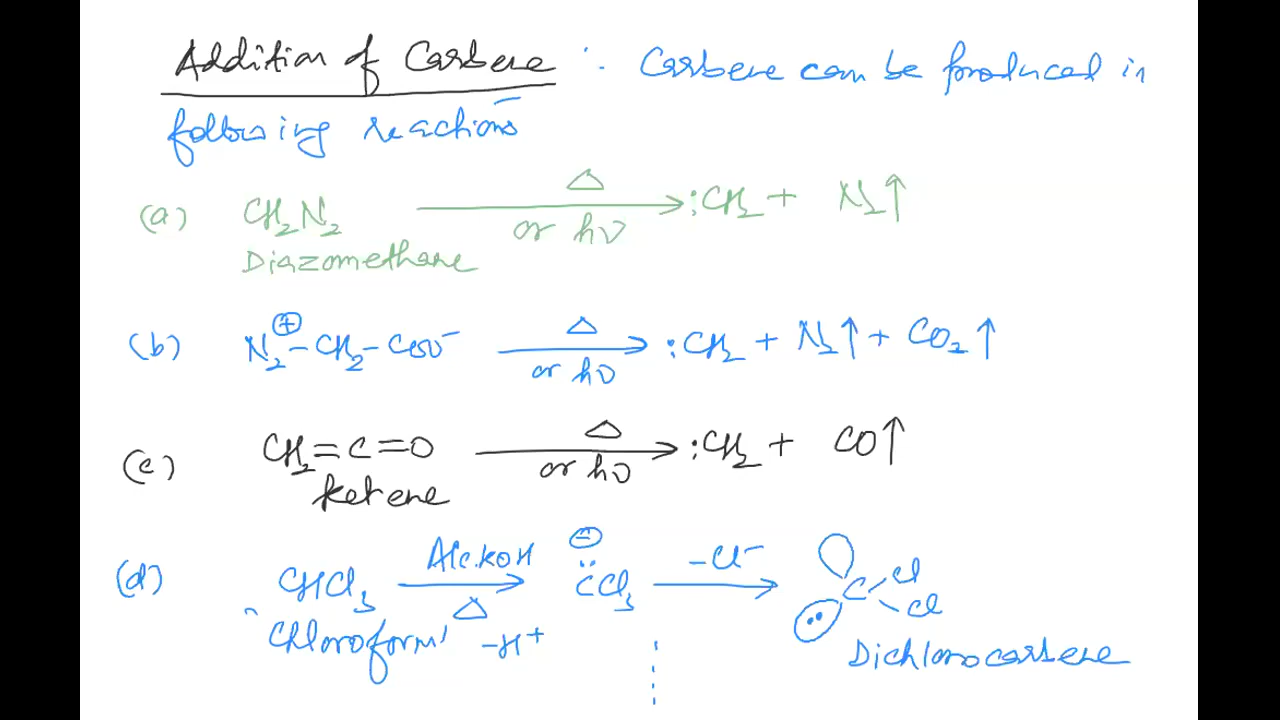 Addition of Carbene : Carbene can be produced in
following reactions
(a) CH₂N₂ →(△ or hν) :CH₂ + N₂↑
Diazomethane
(b) N₂⊕–CH₂–COO⁻ →(△ or hν) :CH₂ + N₂↑ + CO₂↑
(c) CH₂=C=O →(△ or hν) :CH₂ + CO↑
Ketene
(d) CHCl₃ →(Alc.KOH △ –H⁺) ⊖C̈Cl₃ →(–Cl⁻) :C Cl Cl
Chloroform Dichlorocarbene